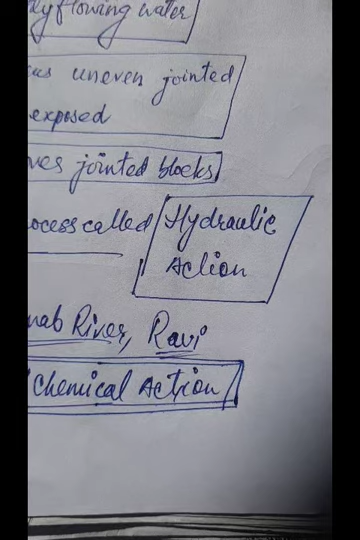 flowing water
uneven jointed
exposed
jointed blocks
called Hydraulic
Action
River, Ravi
Chemical Action